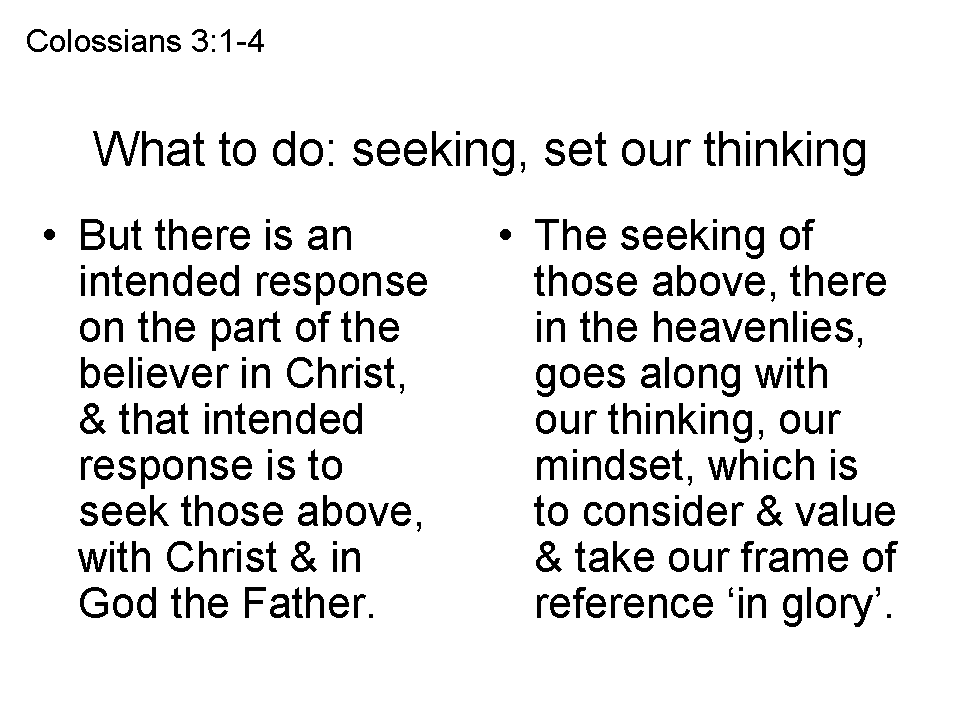 Colossians 3:1-4
What to do: seeking, set our thinking
• But there is an
intended response
on the part of the
believer in Christ,
& that intended
response is to
seek those above,
with Christ & in
God the Father.
• The seeking of
those above, there
in the heavenlies,
goes along with
our thinking, our
mindset, which is
to consider & value
& take our frame of
reference ‘in glory’.